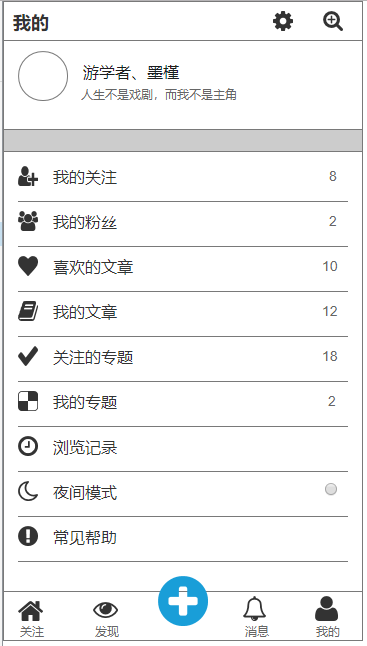 我的
游学者、墨槿
人生不是戏剧，而我不是主角
我的关注 8
我的粉丝 2
喜欢的文章 10
我的文章 12
关注的专题 18
我的专题 2
浏览记录
夜间模式
常见帮助
关注 发现 消息 我的